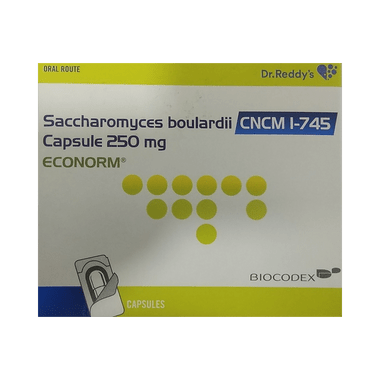 ORAL ROUTE
Dr.Reddy's
Saccharomyces boulardii CNCM I-745
Capsule 250 mg
ECONORM®
BIOCODEX
CAPSULES